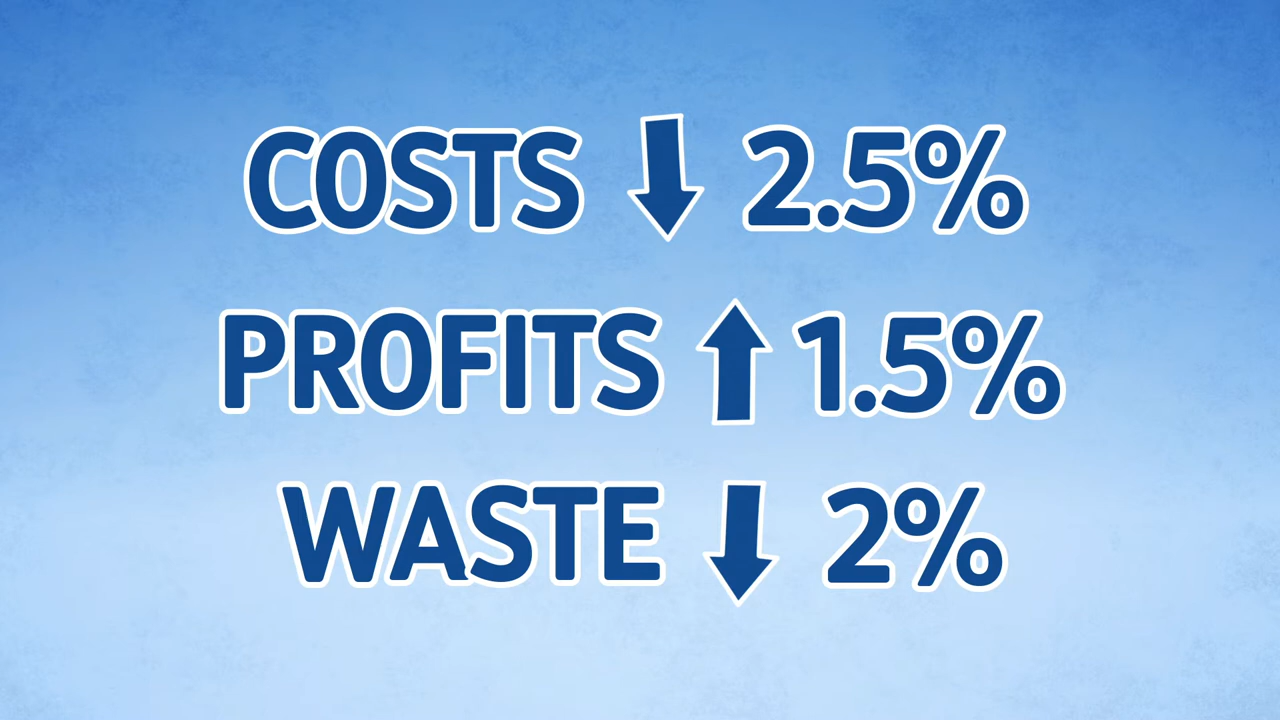 COSTS ↓ 2.5%
PROFITS ↑ 1.5%
WASTE ↓ 2%